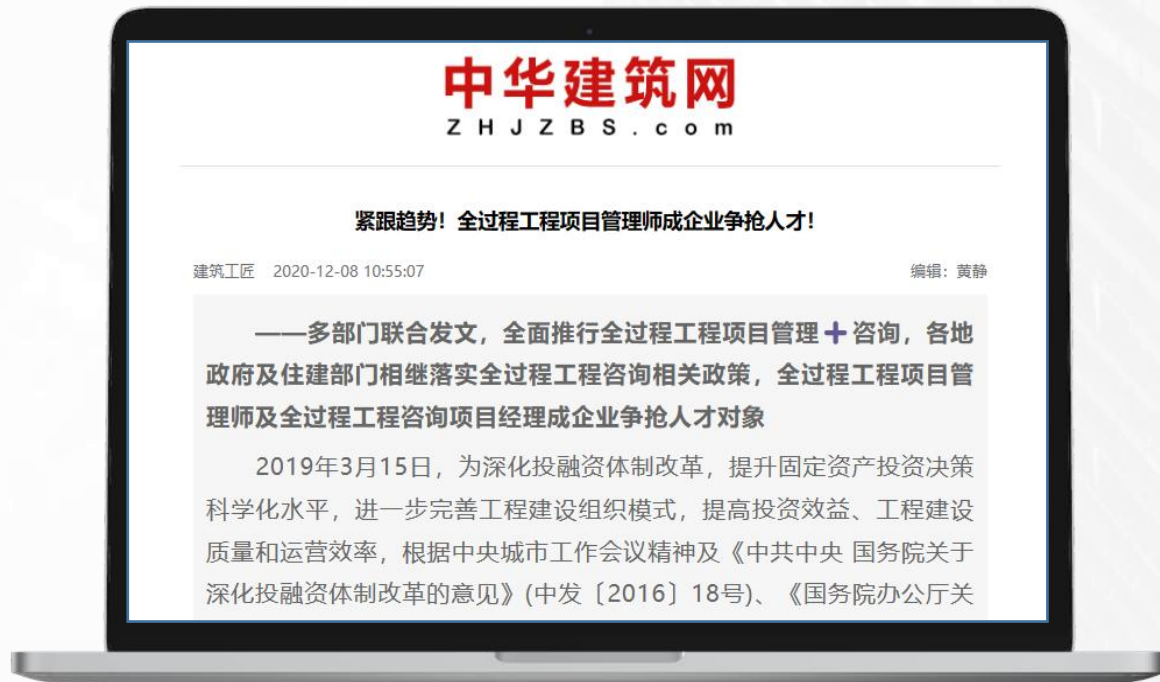 中华建筑网
ZHJZBS.com
紧跟趋势！全过程工程项目管理师成企业争抢人才！
建筑工匠 2020-12-08 10:55:07 编辑：黄静
——多部门联合发文，全面推行全过程工程项目管理➕咨询，各地
政府及住建部门相继落实全过程工程咨询相关政策，全过程工程项目管
理师及全过程工程咨询项目经理成企业争抢人才对象
2019年3月15日，为深化投融资体制改革，提升固定资产投资决策
科学化水平，进一步完善工程建设组织模式，提高投资效益、工程建设
质量和运营效率，根据中央城市工作会议精神及《中共中央 国务院关于
深化投融资体制改革的意见》(中发〔2016〕18号)、《国务院办公厅关